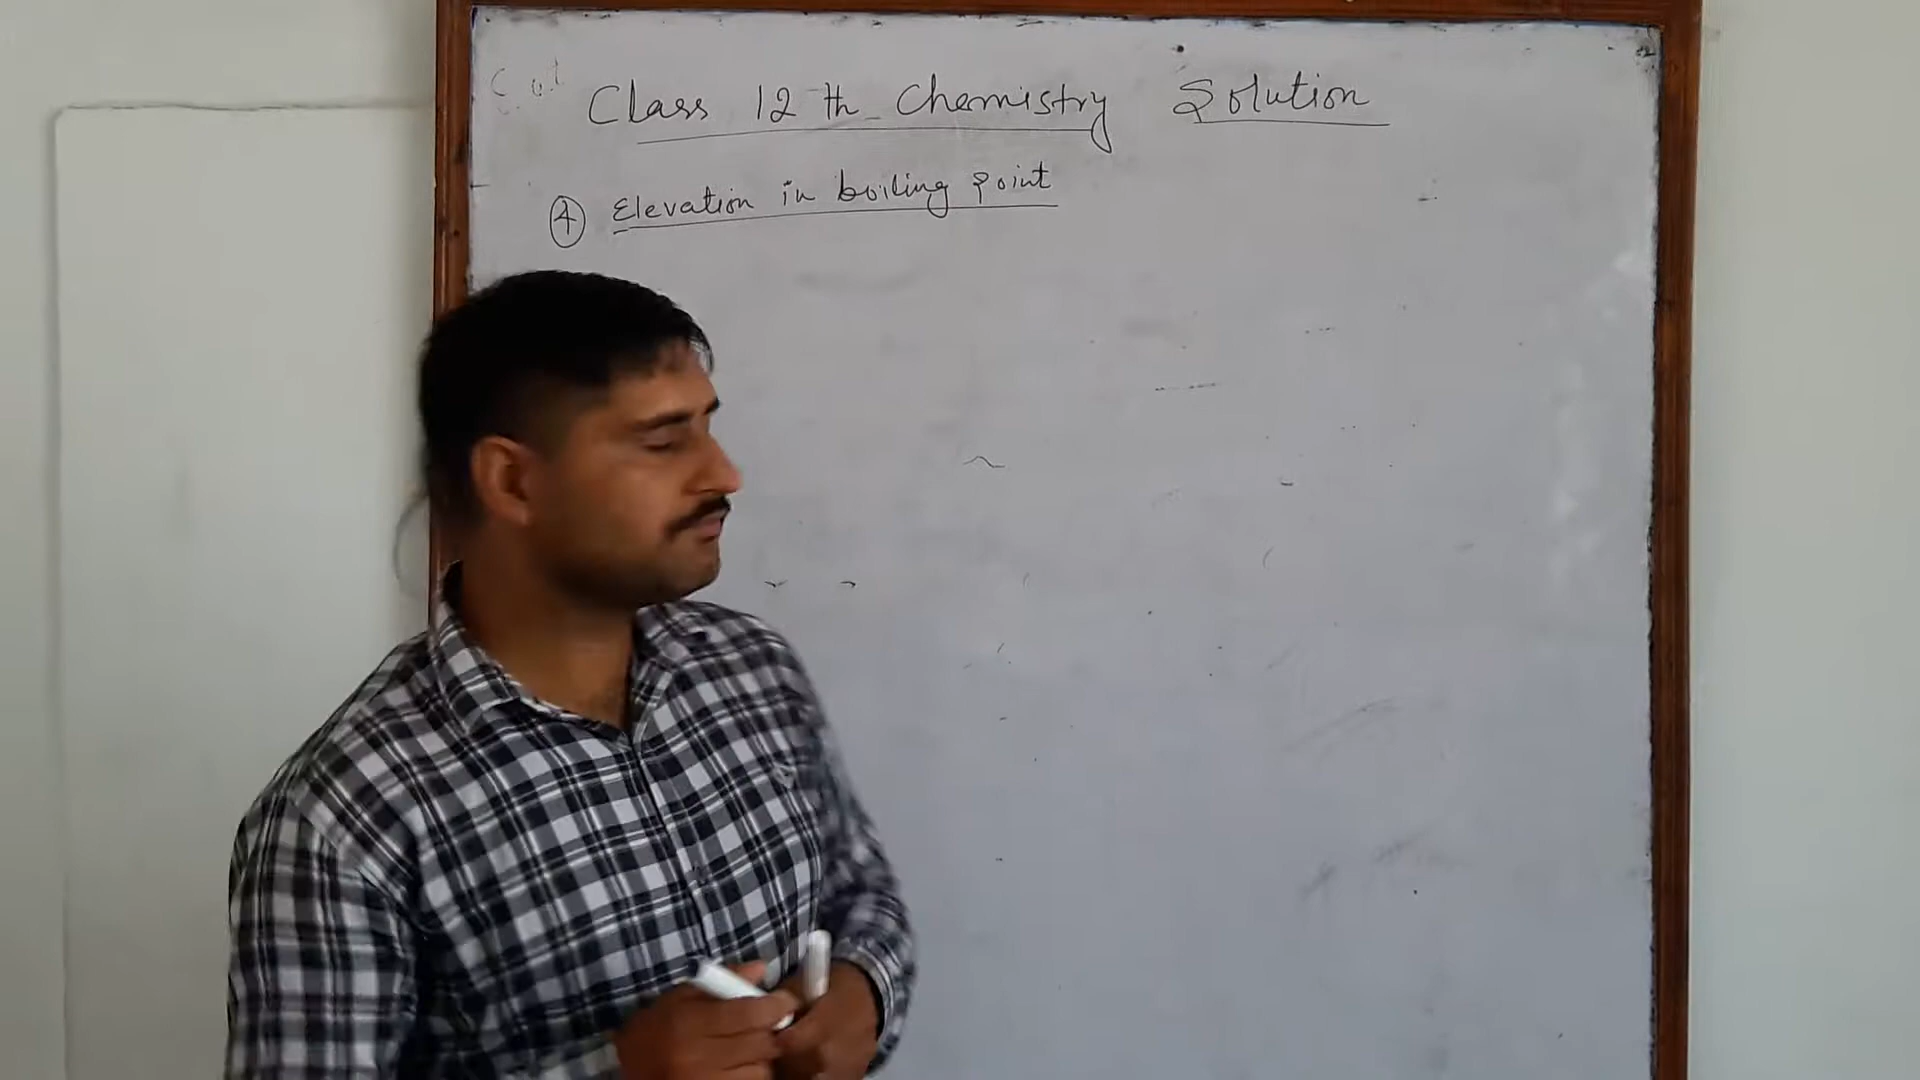 Class 12 th Chemistry Solution
④ Elevation in boiling point